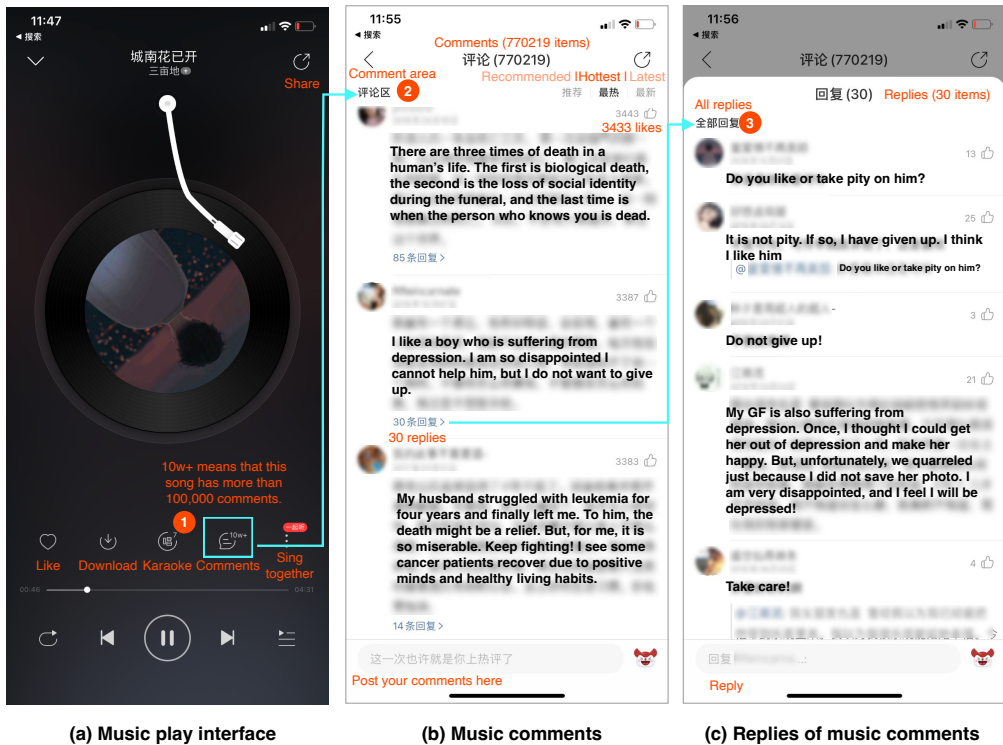 11:47
◂ 搜索
城南花已开
三亩地
Share
10w+ means that this
song has more than
100,000 comments.
1
唱 7
10w+
一起听
Like
Download
Karaoke
Comments
Sing
together
00:46
04:31
(a) Music play interface
11:55
◂ 搜索
Comments (770219 items)
评论 (770219)
Comment area
Recommended | Hottest | Latest
评论区
2
推荐
最热
最新
3443
3433 likes
There are three times of death in a
human's life. The first is biological death,
the second is the loss of social identity
during the funeral, and the last time is
when the person who knows you is dead.
85条回复 >
3387
I like a boy who is suffering from
depression. I am so disappointed I
cannot help him, but I do not want to give
up.
30条回复 >
30 replies
3383
My husband struggled with leukemia for
four years and finally left me. To him, the
death might be a relief. But, for me, it is
so miserable. Keep fighting! I see some
cancer patients recover due to positive
minds and healthy living habits.
14条回复 >
这一次也许就是你上热评了
Post your comments here
(b) Music comments
11:56
◂ 搜索
评论 (770219)
回复 (30)
Replies (30 items)
All replies
全部回复
3
13
Do you like or take pity on him?
25
It is not pity. If so, I have given up. I think
I like him
@
Do you like or take pity on him?
3
Do not give up!
21
My GF is also suffering from
depression. Once, I thought I could get
her out of depression and make her
happy. But, unfortunately, we quarreled
just because I did not save her photo. I
am very disappointed, and I feel I will be
depressed!
4
Take care!
回复
Reply
(c) Replies of music comments